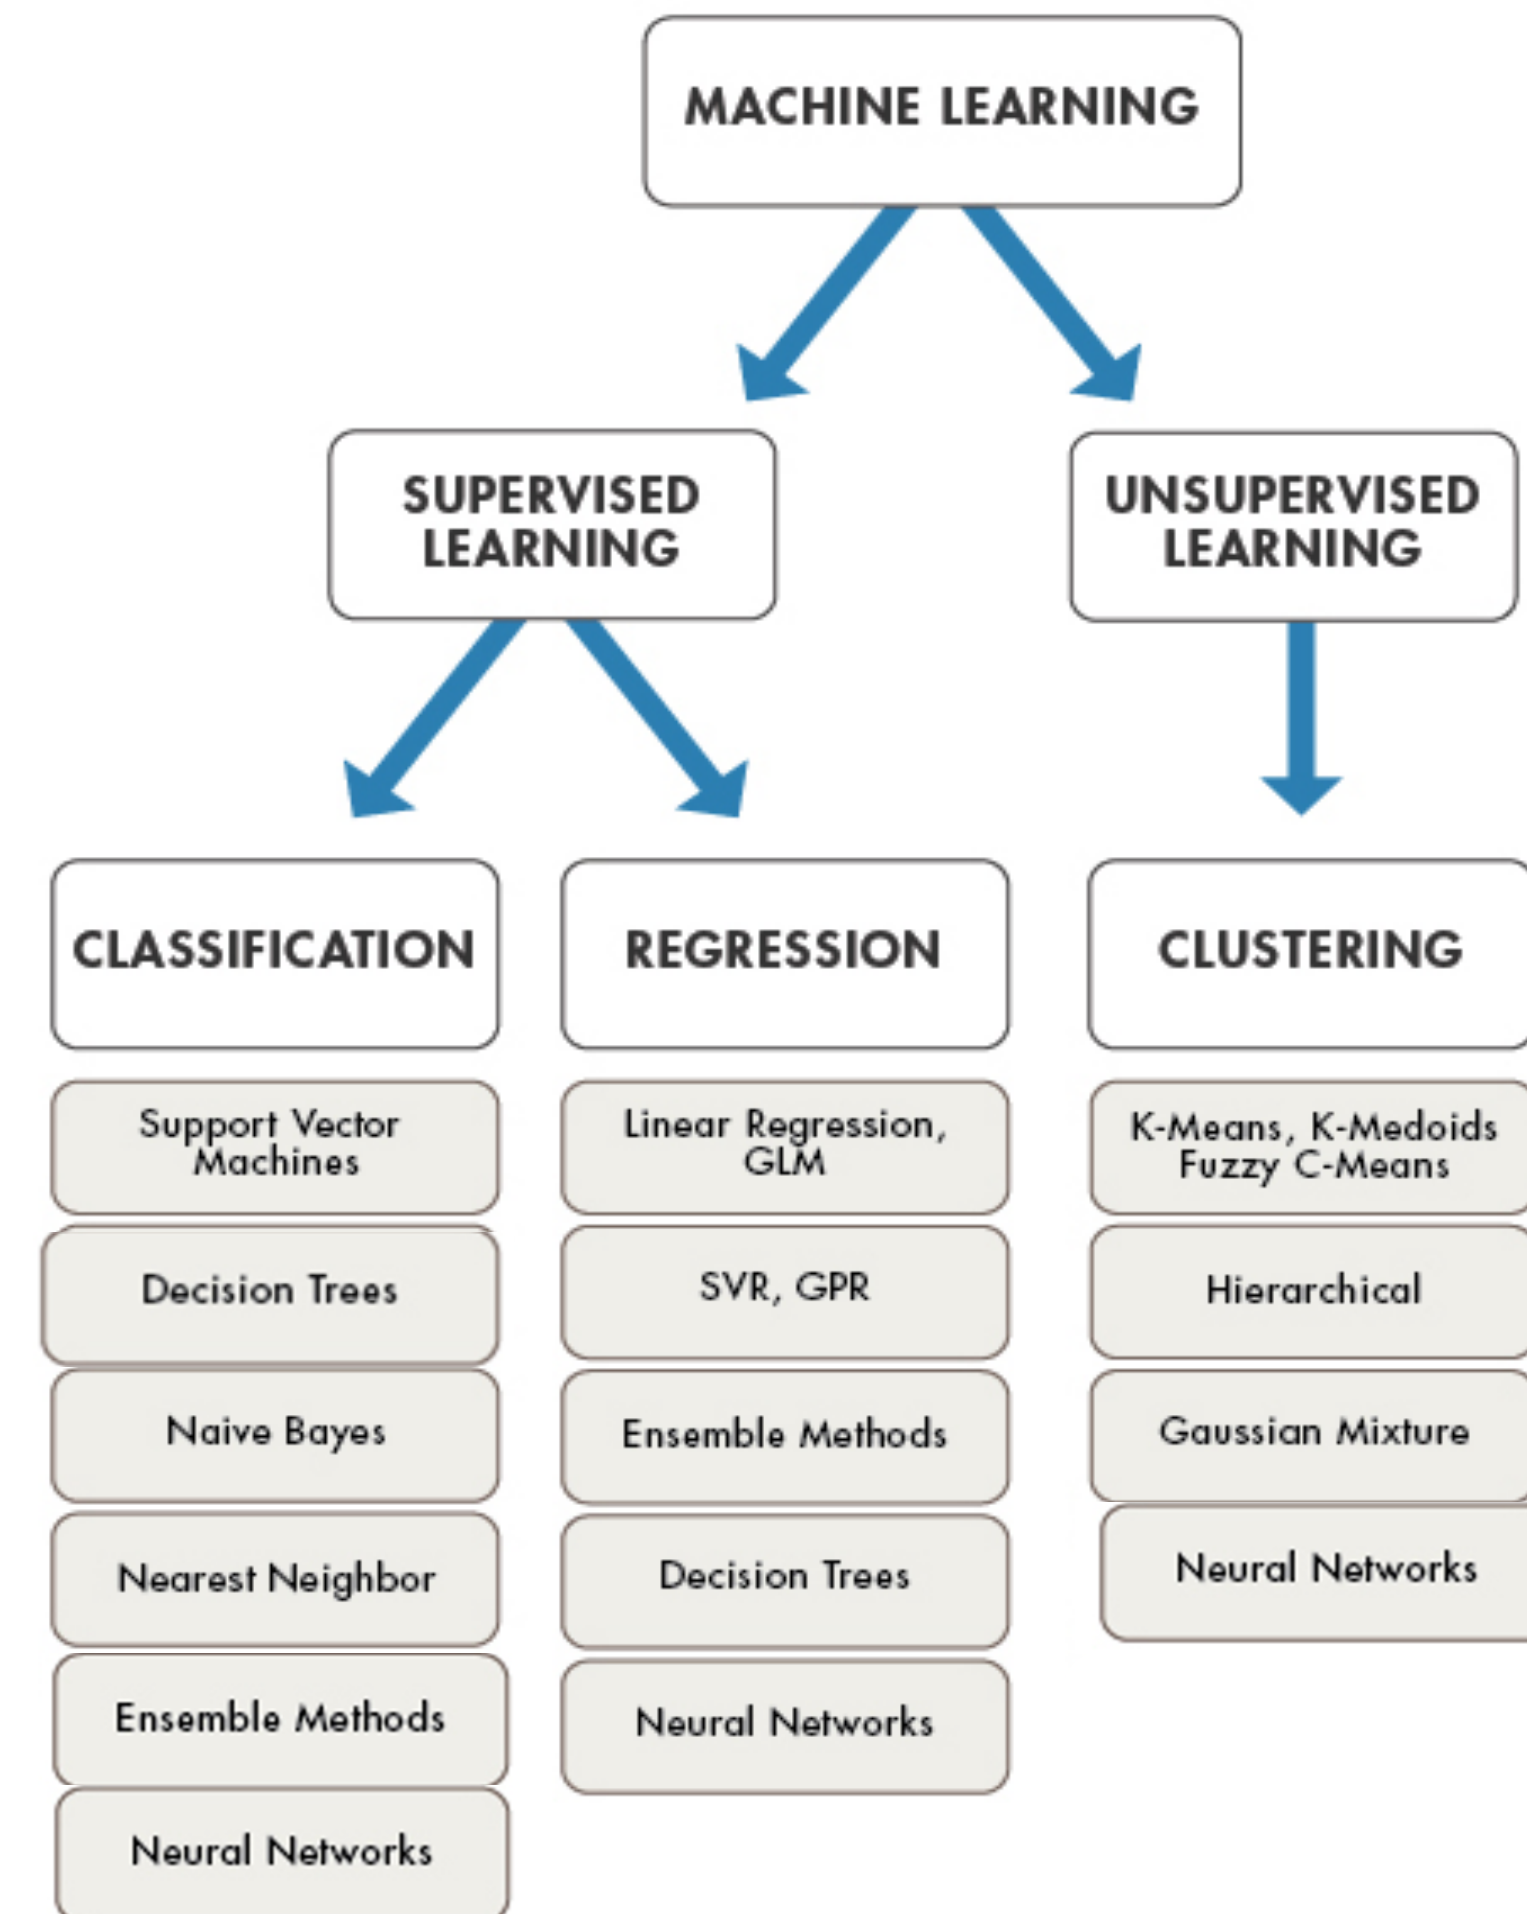 MACHINE LEARNING
SUPERVISED
LEARNING
UNSUPERVISED
LEARNING
CLASSIFICATION
REGRESSION
CLUSTERING
Support Vector
Machines
Decision Trees
Naive Bayes
Nearest Neighbor
Ensemble Methods
Neural Networks
Linear Regression,
GLM
SVR, GPR
Ensemble Methods
Decision Trees
Neural Networks
K-Means, K-Medoids
Fuzzy C-Means
Hierarchical
Gaussian Mixture
Neural Networks